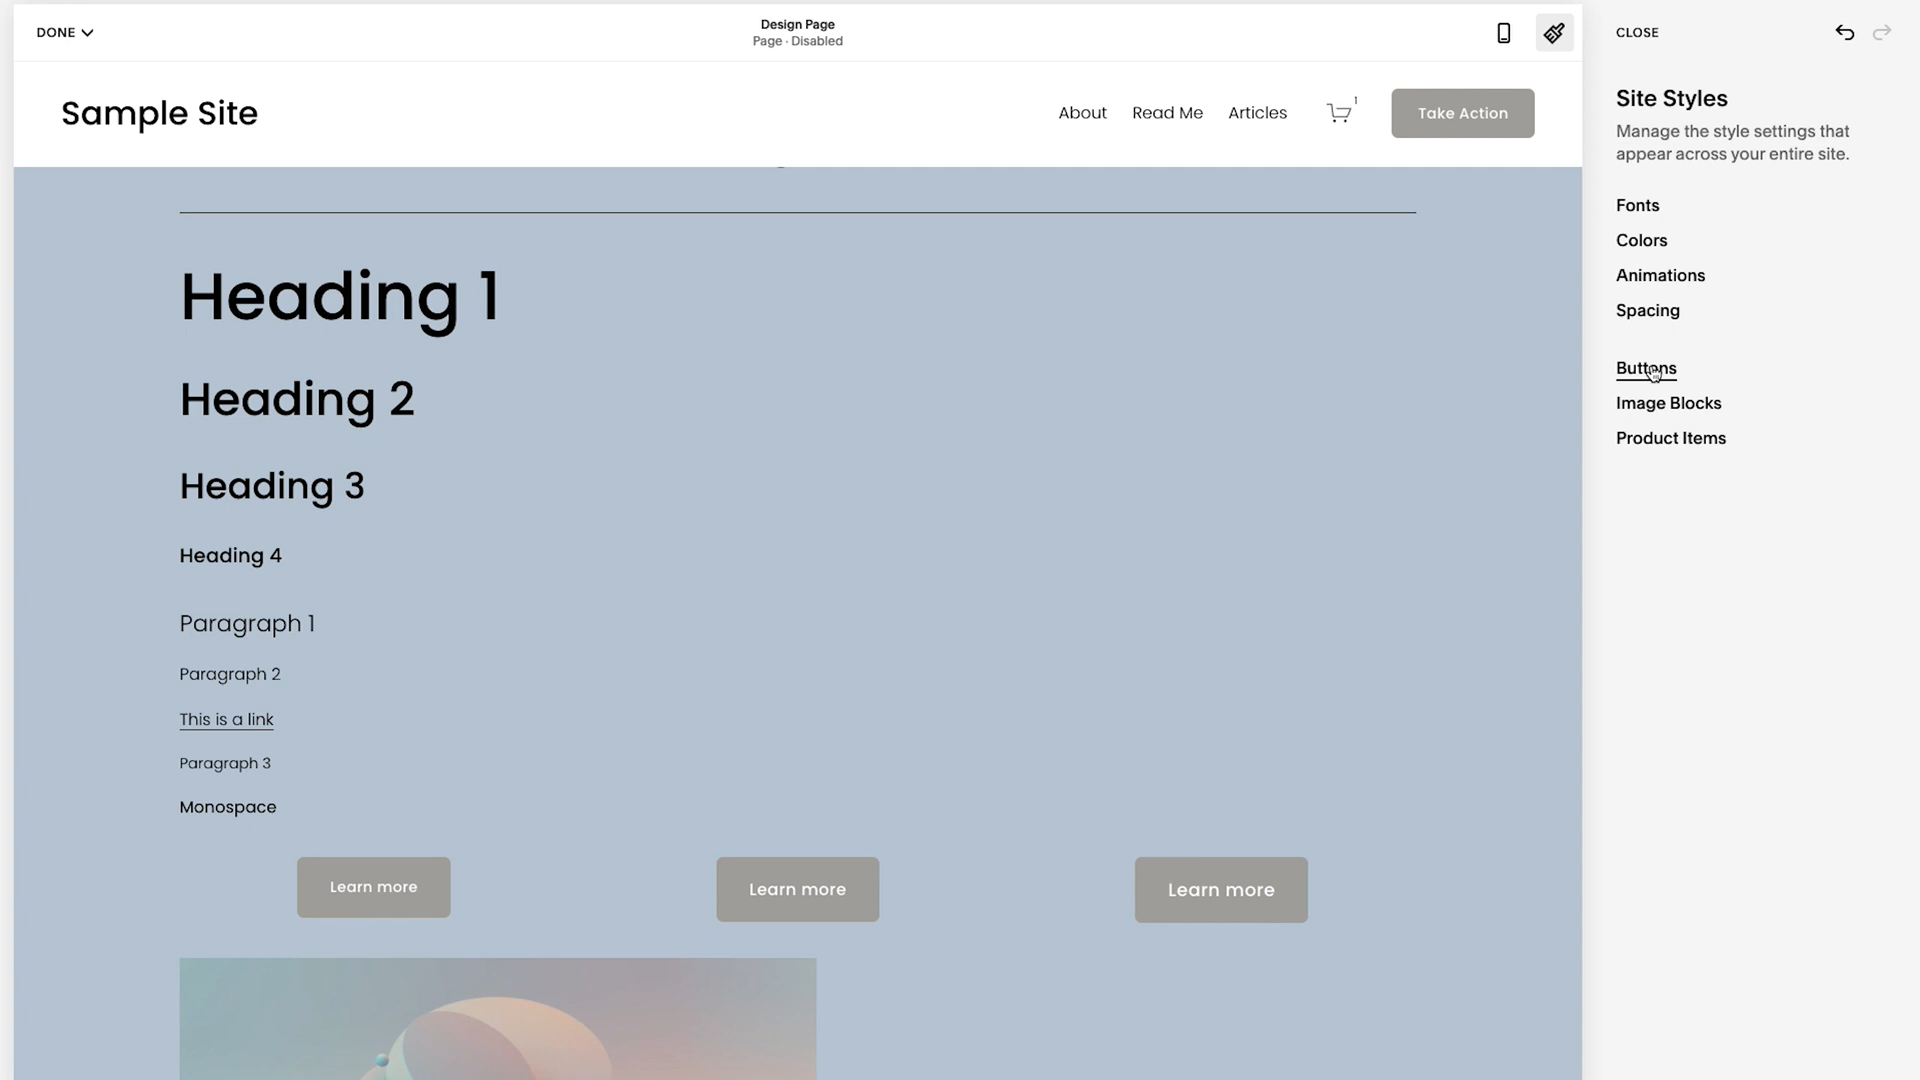 DONE
Design Page
Page · Disabled
CLOSE
Sample Site
About
Read Me
Articles
1
Take Action
Site Styles
Manage the style settings that
appear across your entire site.
Fonts
Colors
Animations
Spacing
Buttons
Image Blocks
Product Items
Heading 1
Heading 2
Heading 3
Heading 4
Paragraph 1
Paragraph 2
This is a link
Paragraph 3
Monospace
Learn more
Learn more
Learn more